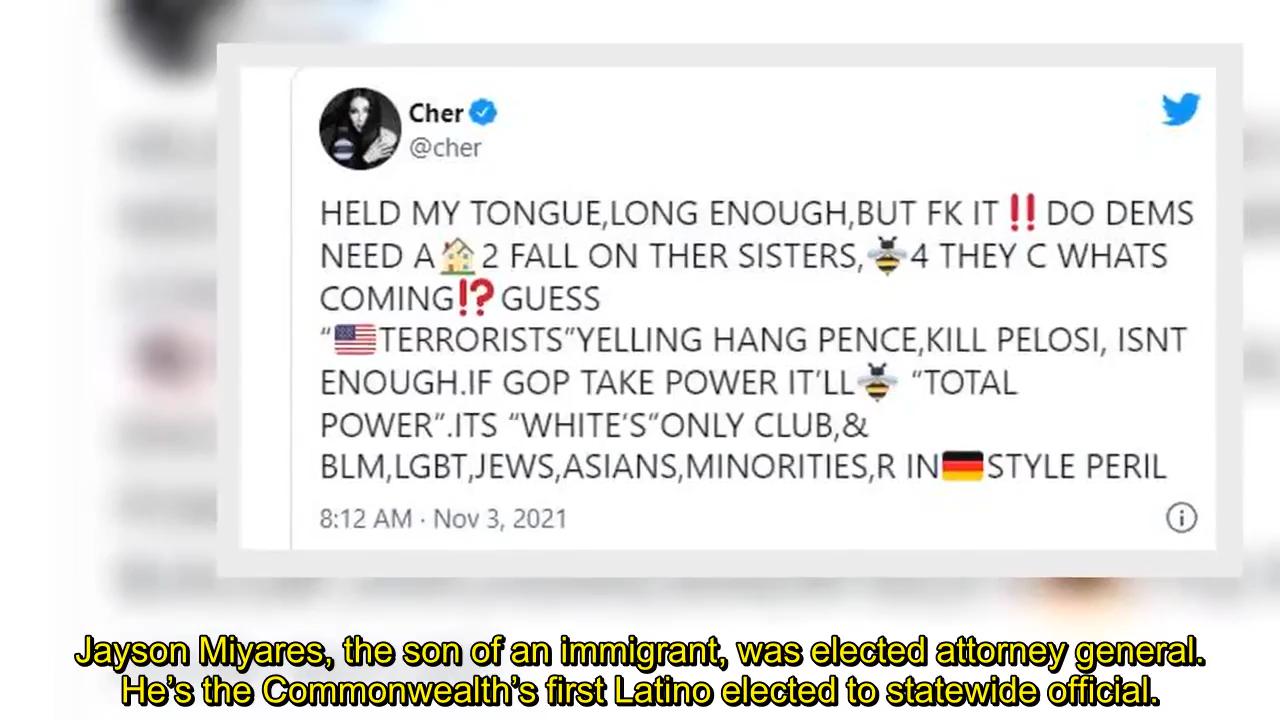 Cher
@cher
HELD MY TONGUE,LONG ENOUGH,BUT FK IT‼️DO DEMS
NEED A🏠2 FALL ON THER SISTERS,🐝4 THEY C WHATS
COMING⁉️GUESS
“🇺🇸TERRORISTS”YELLING HANG PENCE,KILL PELOSI, ISNT
ENOUGH.IF GOP TAKE POWER IT’LL🐝 “TOTAL
POWER”.ITS “WHITE’S”ONLY CLUB,&
BLM,LGBT,JEWS,ASIANS,MINORITIES,R IN🇩🇪STYLE PERIL
8:12 AM · Nov 3, 2021
Jayson Miyares, the son of an immigrant, was elected attorney general.
He’s the Commonwealth’s first Latino elected to statewide official.